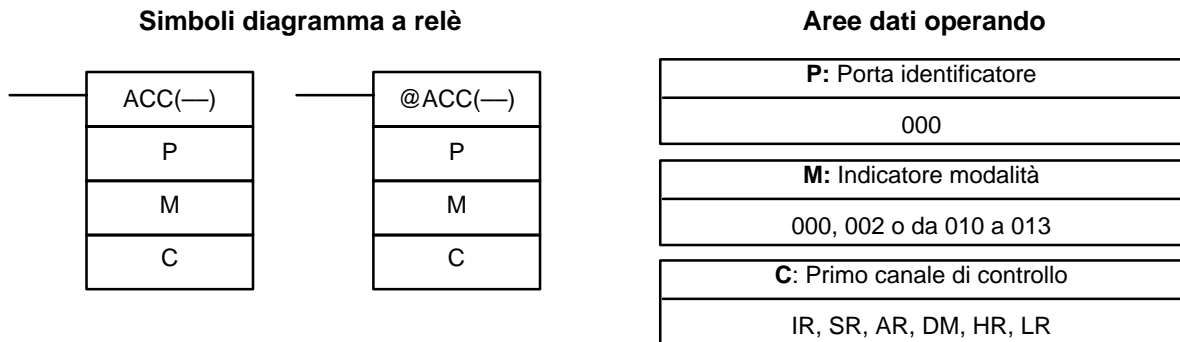 Simboli diagramma a relè
ACC(—)
P
M
C
@ACC(—)
P
M
C
Aree dati operando
P: Porta identificatore
000
M: Indicatore modalità
000, 002 o da 010 a 013
C: Primo canale di controllo
IR, SR, AR, DM, HR, LR